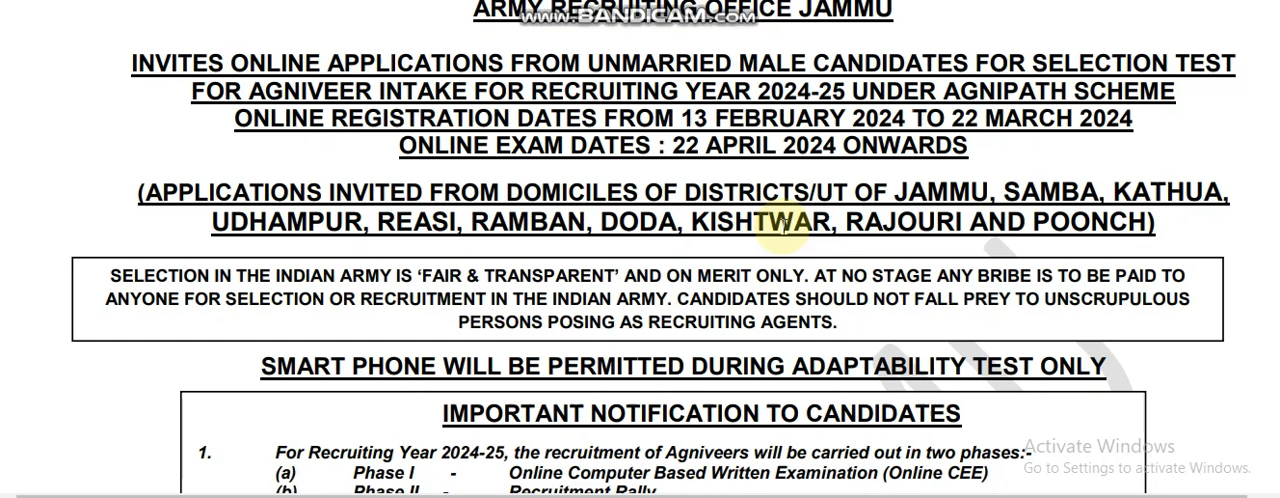 ARMY RECRUITING OFFICE JAMMU
www.BANDICAM.com
INVITES ONLINE APPLICATIONS FROM UNMARRIED MALE CANDIDATES FOR SELECTION TEST
FOR AGNIVEER INTAKE FOR RECRUITING YEAR 2024-25 UNDER AGNIPATH SCHEME
ONLINE REGISTRATION DATES FROM 13 FEBRUARY 2024 TO 22 MARCH 2024
ONLINE EXAM DATES : 22 APRIL 2024 ONWARDS
(APPLICATIONS INVITED FROM DOMICILES OF DISTRICTS/UT OF JAMMU, SAMBA, KATHUA,
UDHAMPUR, REASI, RAMBAN, DODA, KISHTWAR, RAJOURI AND POONCH)
SELECTION IN THE INDIAN ARMY IS ‘FAIR & TRANSPARENT’ AND ON MERIT ONLY. AT NO STAGE ANY BRIBE IS TO BE PAID TO
ANYONE FOR SELECTION OR RECRUITMENT IN THE INDIAN ARMY. CANDIDATES SHOULD NOT FALL PREY TO UNSCRUPULOUS
PERSONS POSING AS RECRUITING AGENTS.
SMART PHONE WILL BE PERMITTED DURING ADAPTABILITY TEST ONLY
IMPORTANT NOTIFICATION TO CANDIDATES
1. For Recruiting Year 2024-25, the recruitment of Agniveers will be carried out in two phases:-
(a) Phase I - Online Computer Based Written Examination (Online CEE)
(b) Phase II - Recruitment Rally
Activate Windows
Go to Settings to activate Windows.